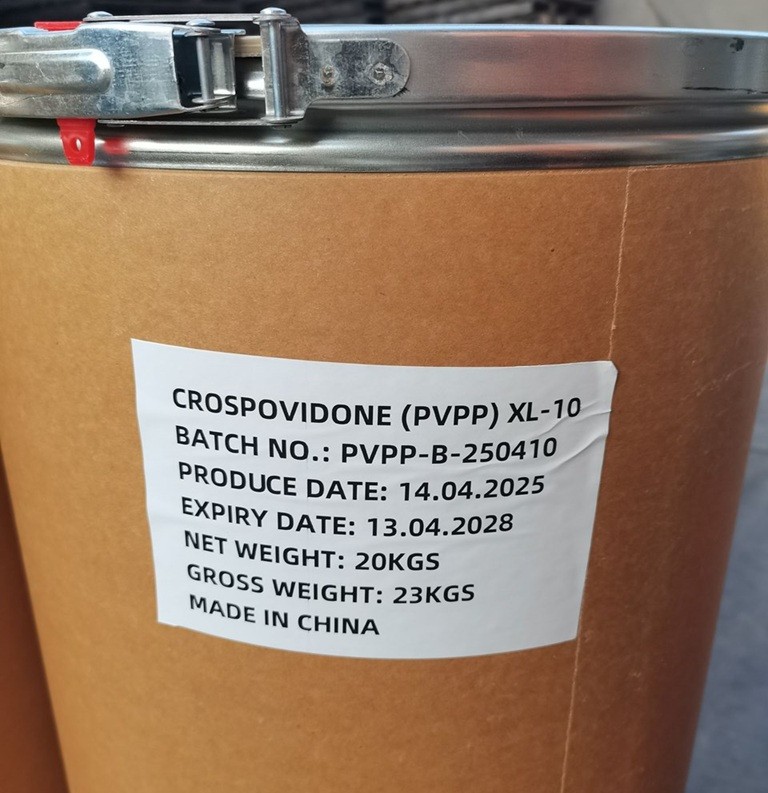 CROSPOVIDONE (PVPP) XL-10
BATCH NO.: PVPP-B-250410
PRODUCE DATE: 14.04.2025
EXPIRY DATE: 13.04.2028
NET WEIGHT: 20KGS
GROSS WEIGHT: 23KGS
MADE IN CHINA